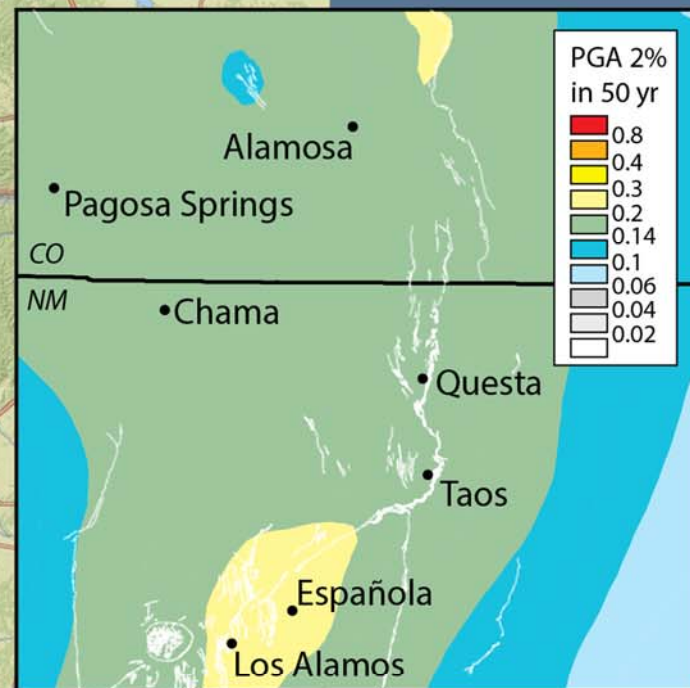 PGA 2%
in 50 yr
0.8
0.4
0.3
0.2
0.14
0.1
0.06
0.04
0.02
Alamosa
Pagosa Springs
CO
NM
Chama
Questa
Taos
Española
Los Alamos